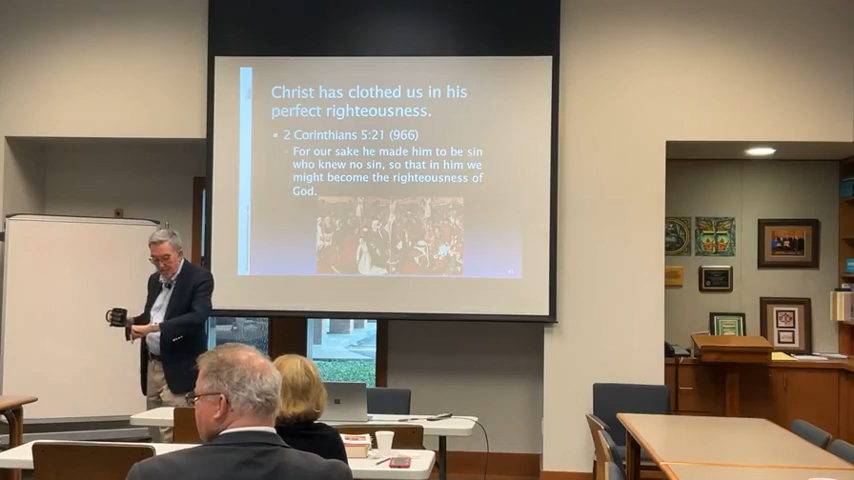 Christ has clothed us in his
perfect righteousness.
2 Corinthians 5:21 (966)
For our sake he made him to be sin
who knew no sin, so that in him we
might become the righteousness of
God.